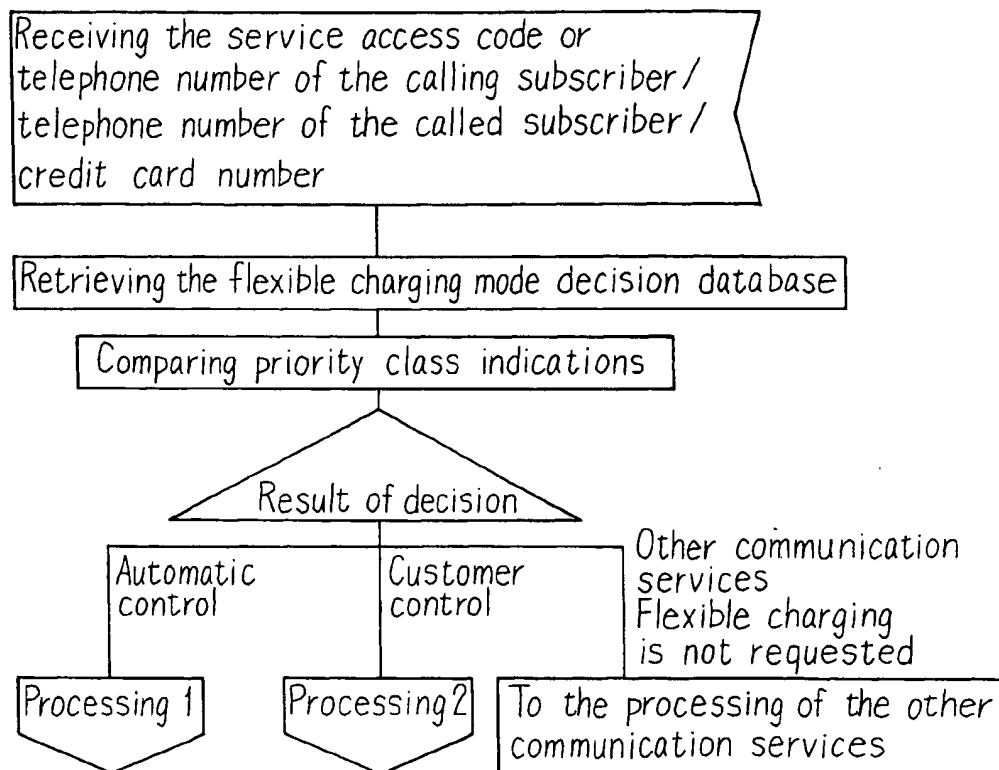 Receiving the service access code or
telephone number of the calling subscriber/
telephone number of the called subscriber/
credit card number
Retrieving the flexible charging mode decision database
Comparing priority class indications
Result of decision
Automatic
control
Customer
control
Other communication
services
Flexible charging
is not requested
Processing 1
Processing 2
To the processing of the other
communication services